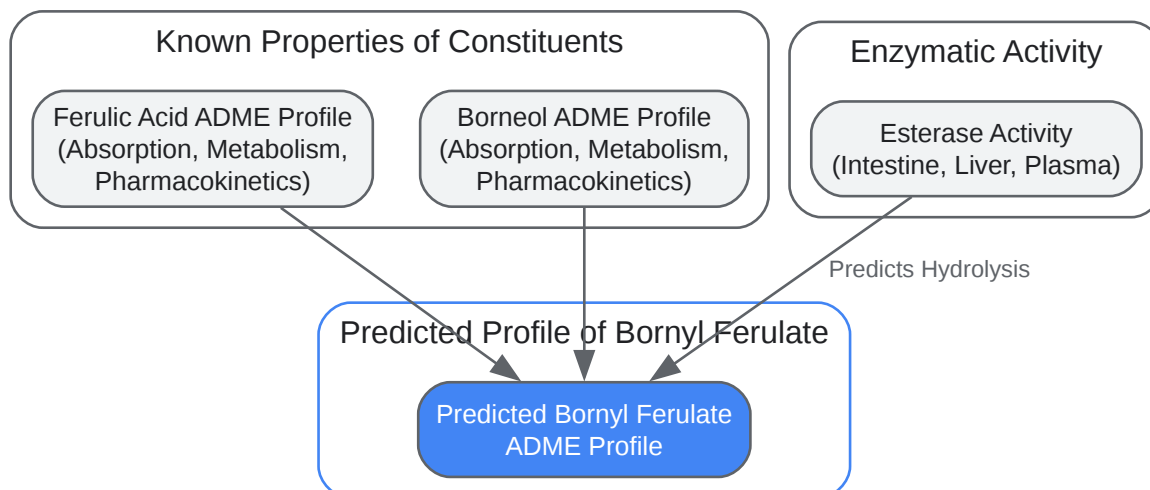 Known Properties of Constituents
Ferulic Acid ADME Profile
(Absorption, Metabolism,
Pharmacokinetics)
Borneol ADME Profile
(Absorption, Metabolism,
Pharmacokinetics)
Enzymatic Activity
Esterase Activity
(Intestine, Liver, Plasma)
Predicts Hydrolysis
Predicted Profile of Bornyl Ferulate
Predicted Bornyl Ferulate
ADME Profile